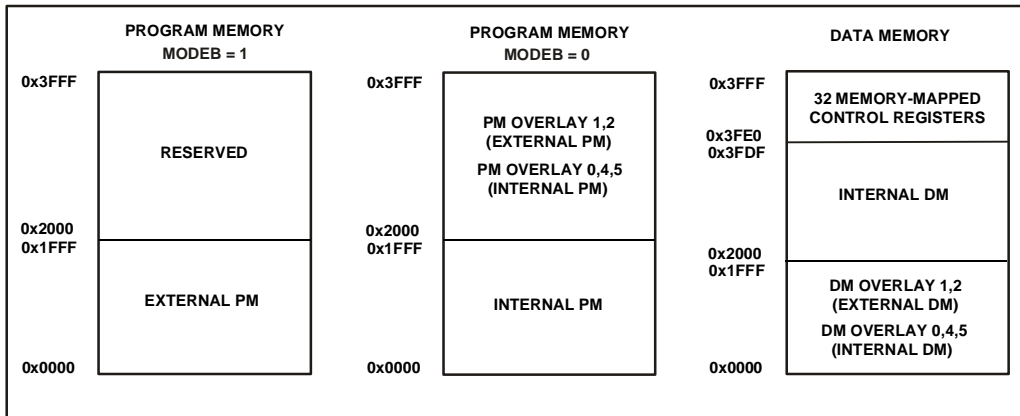 PROGRAM MEMORY
MODEB = 1
0x3FFF
RESERVED
0x2000
0x1FFF
EXTERNAL PM
0x0000
PROGRAM MEMORY
MODEB = 0
0x3FFF
PM OVERLAY 1,2
(EXTERNAL PM)
PM OVERLAY 0,4,5
(INTERNAL PM)
0x2000
0x1FFF
INTERNAL PM
0x0000
DATA MEMORY
0x3FFF
32 MEMORY-MAPPED
CONTROL REGISTERS
0x3FE0
0x3FDF
INTERNAL DM
0x2000
0x1FFF
DM OVERLAY 1,2
(EXTERNAL DM)
DM OVERLAY 0,4,5
(INTERNAL DM)
0x0000